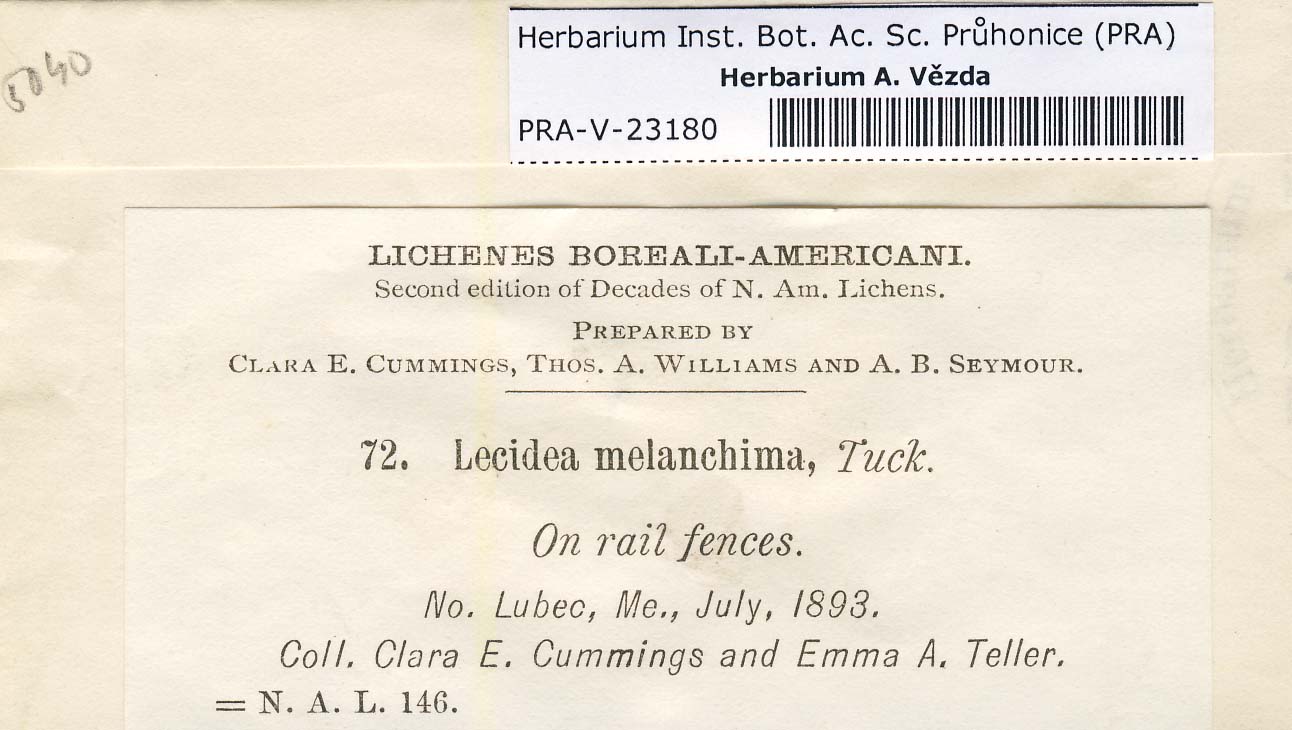 5040
Herbarium Inst. Bot. Ac. Sc. Průhonice (PRA)
Herbarium A. Vězda
PRA-V-23180
LICHENES BOREALI-AMERICANI.
Second edition of Decades of N. Am. Lichens.
PREPARED BY
CLARA E. CUMMINGS, THOS. A. WILLIAMS AND A. B. SEYMOUR.
72. Lecidea melanchima, Tuck.
On rail fences.
No. Lubec, Me., July, 1893.
Coll. Clara E. Cummings and Emma A. Teller.
= N. A. L. 146.